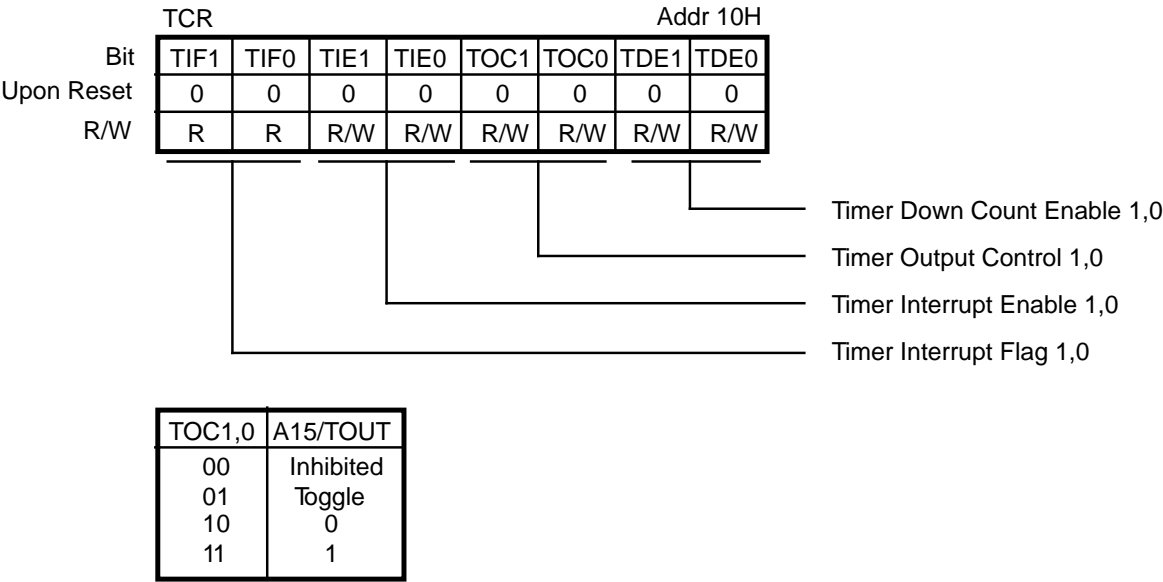 TCR Addr 10H
Bit TIF1 TIF0 TIE1 TIE0 TOC1 TOC0 TDE1 TDE0
Upon Reset 0 0 0 0 0 0 0 0
R/W R R R/W R/W R/W R/W R/W R/W
Timer Down Count Enable 1,0
Timer Output Control 1,0
Timer Interrupt Enable 1,0
Timer Interrupt Flag 1,0
TOC1,0 A15/TOUT
00 Inhibited
01 Toggle
10 0
11 1